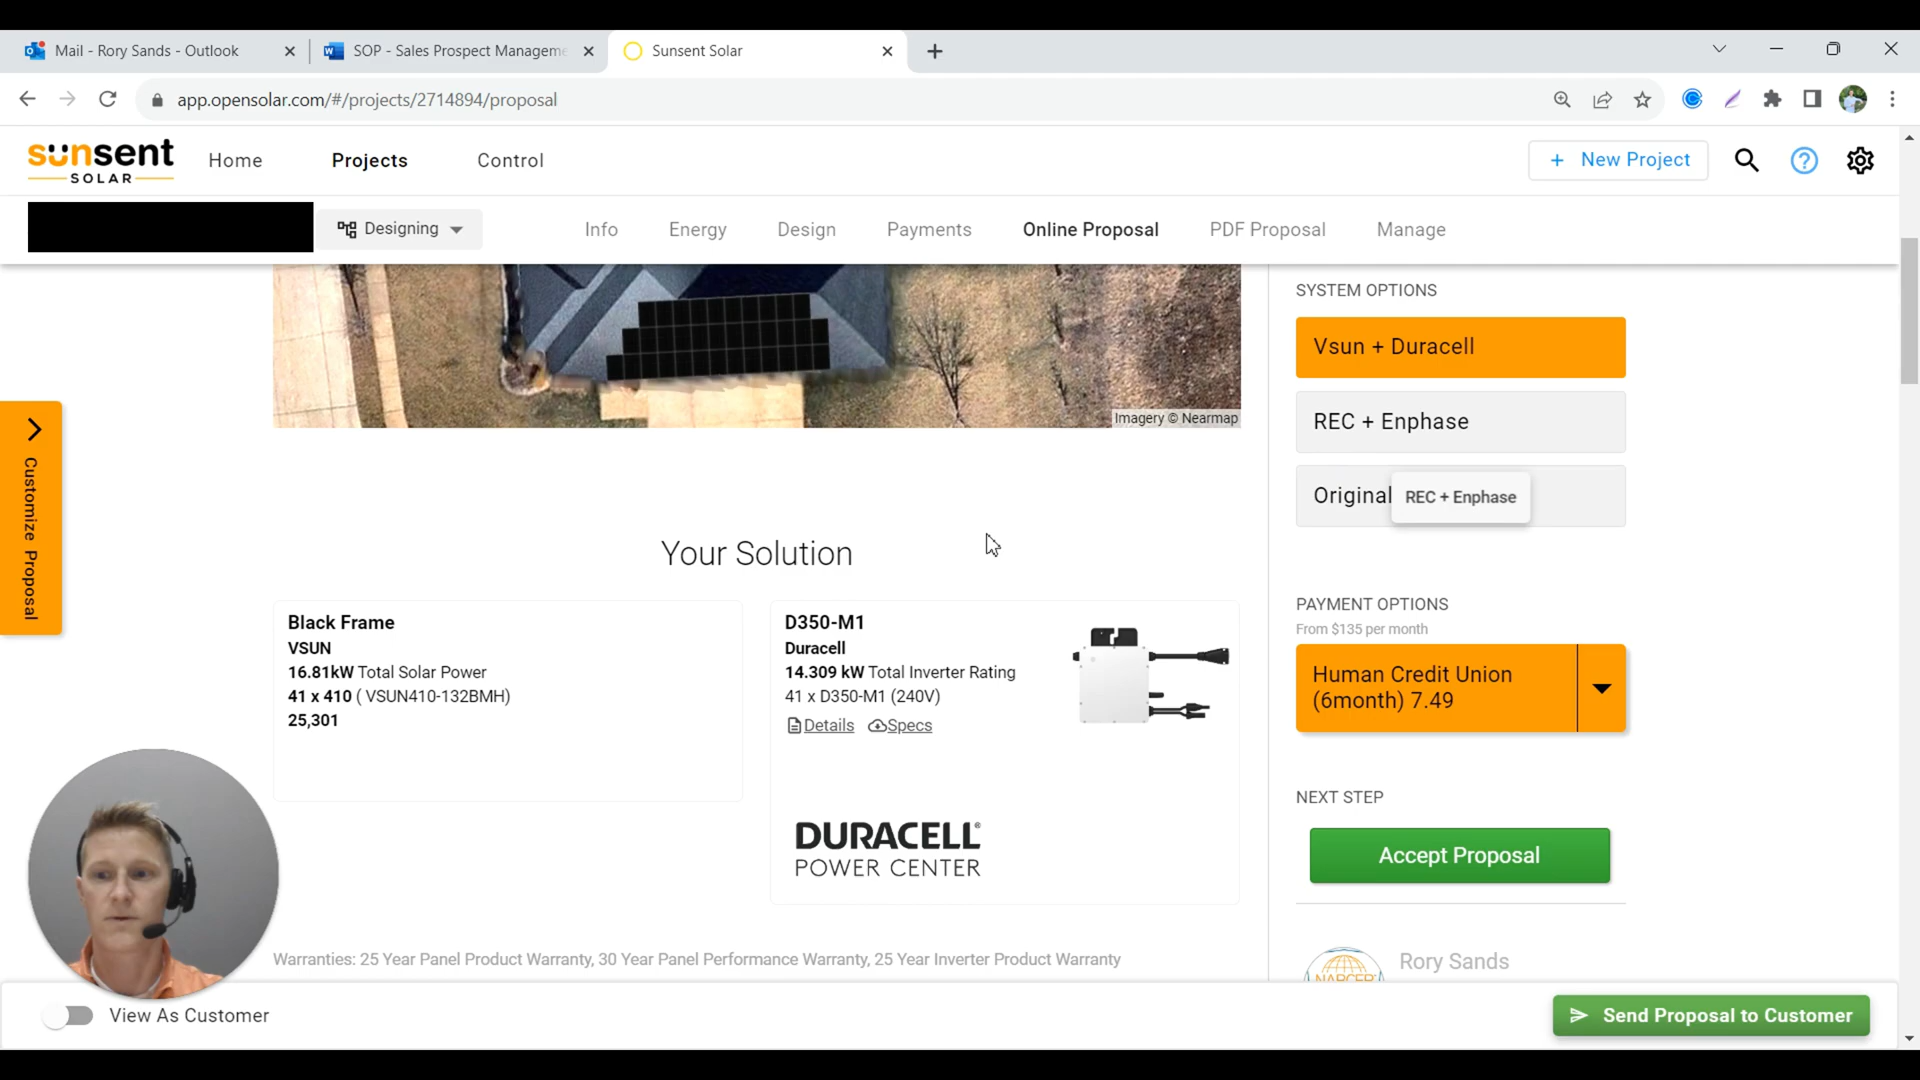 Mail - Rory Sands - Outlook
SOP - Sales Prospect Manageme
Sunsent Solar
app.opensolar.com/#/projects/2714894/proposal
sunsent
SOLAR
Home
Projects
Control
+ New Project
Designing
Info
Energy
Design
Payments
Online Proposal
PDF Proposal
Manage
Imagery © Nearmap
Customize Proposal
Your Solution
Black Frame
VSUN
16.81kW Total Solar Power
41 x 410 ( VSUN410-132BMH)
25,301
D350-M1
Duracell
14.309 kW Total Inverter Rating
41 x D350-M1 (240V)
Details
Specs
DURACELL®
POWER CENTER
Warranties: 25 Year Panel Product Warranty, 30 Year Panel Performance Warranty, 25 Year Inverter Product Warranty
SYSTEM OPTIONS
Vsun + Duracell
REC + Enphase
Original
REC + Enphase
PAYMENT OPTIONS
From $135 per month
Human Credit Union
(6month) 7.49
NEXT STEP
Accept Proposal
Rory Sands
View As Customer
Send Proposal to Customer